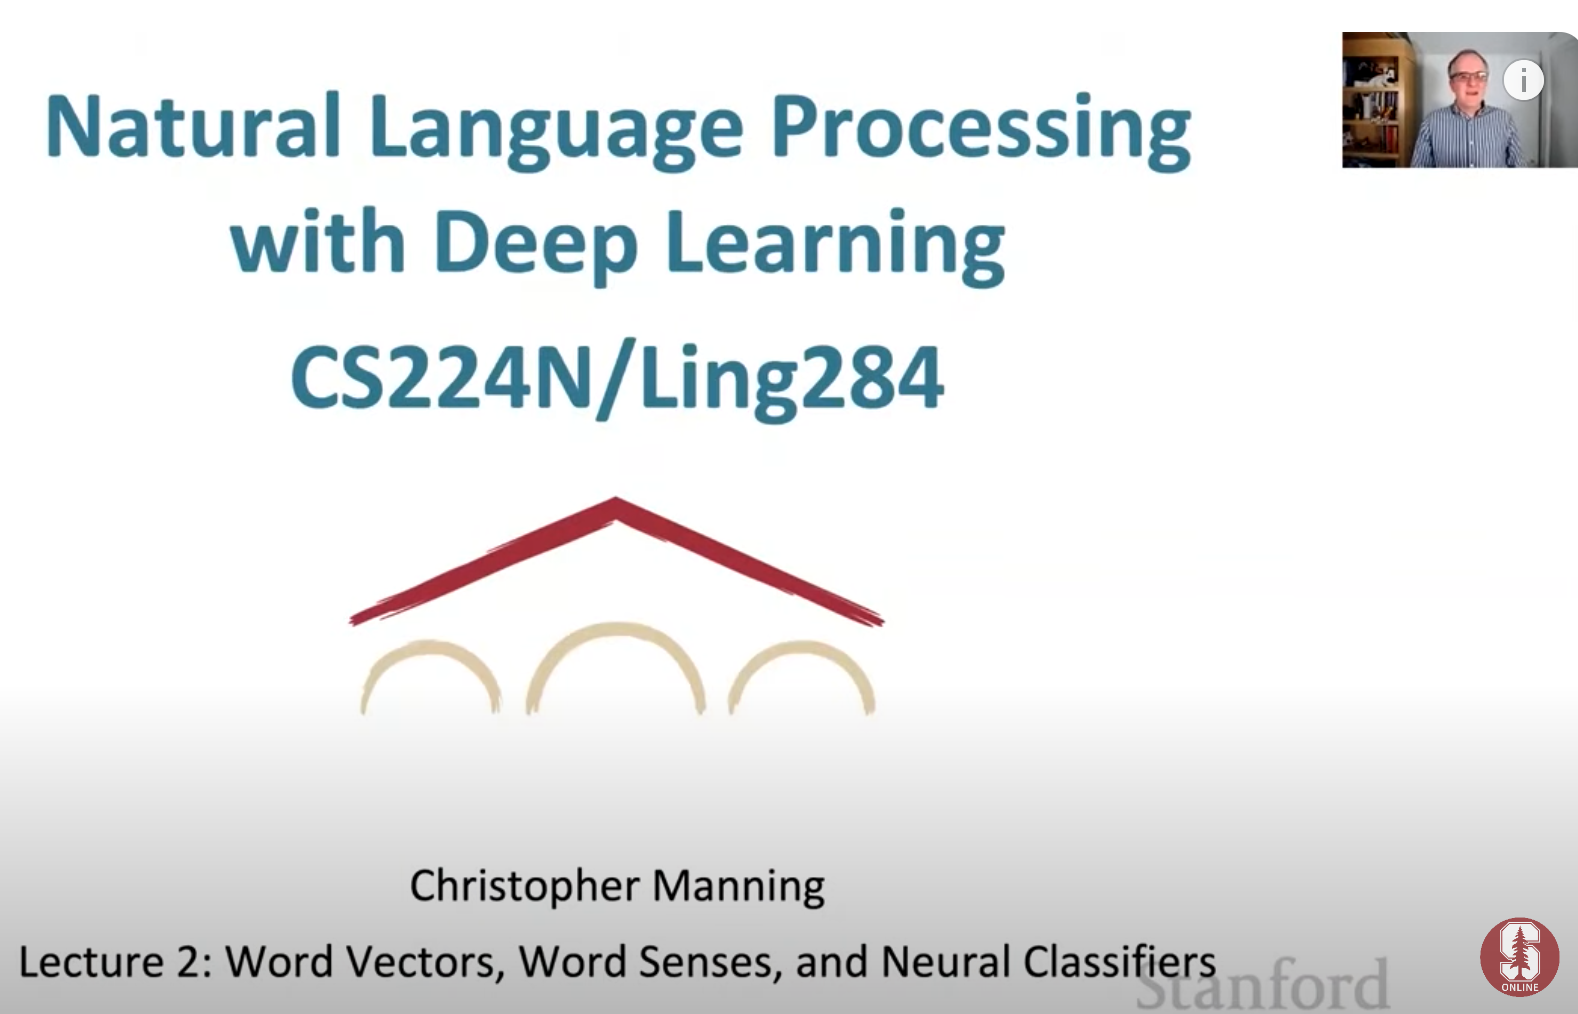 Natural Language Processing
with Deep Learning
CS224N/Ling284
i
Christopher Manning
Lecture 2: Word Vectors, Word Senses, and Neural Classifiers
Stanford
S
ONLINE